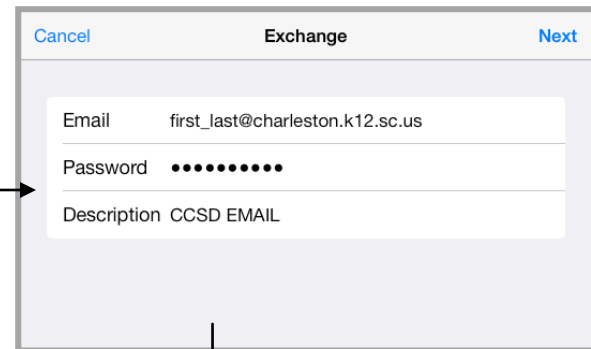 Cancel Exchange Next
Email first_last@charleston.k12.sc.us
Password ••••••••••
Description CCSD EMAIL